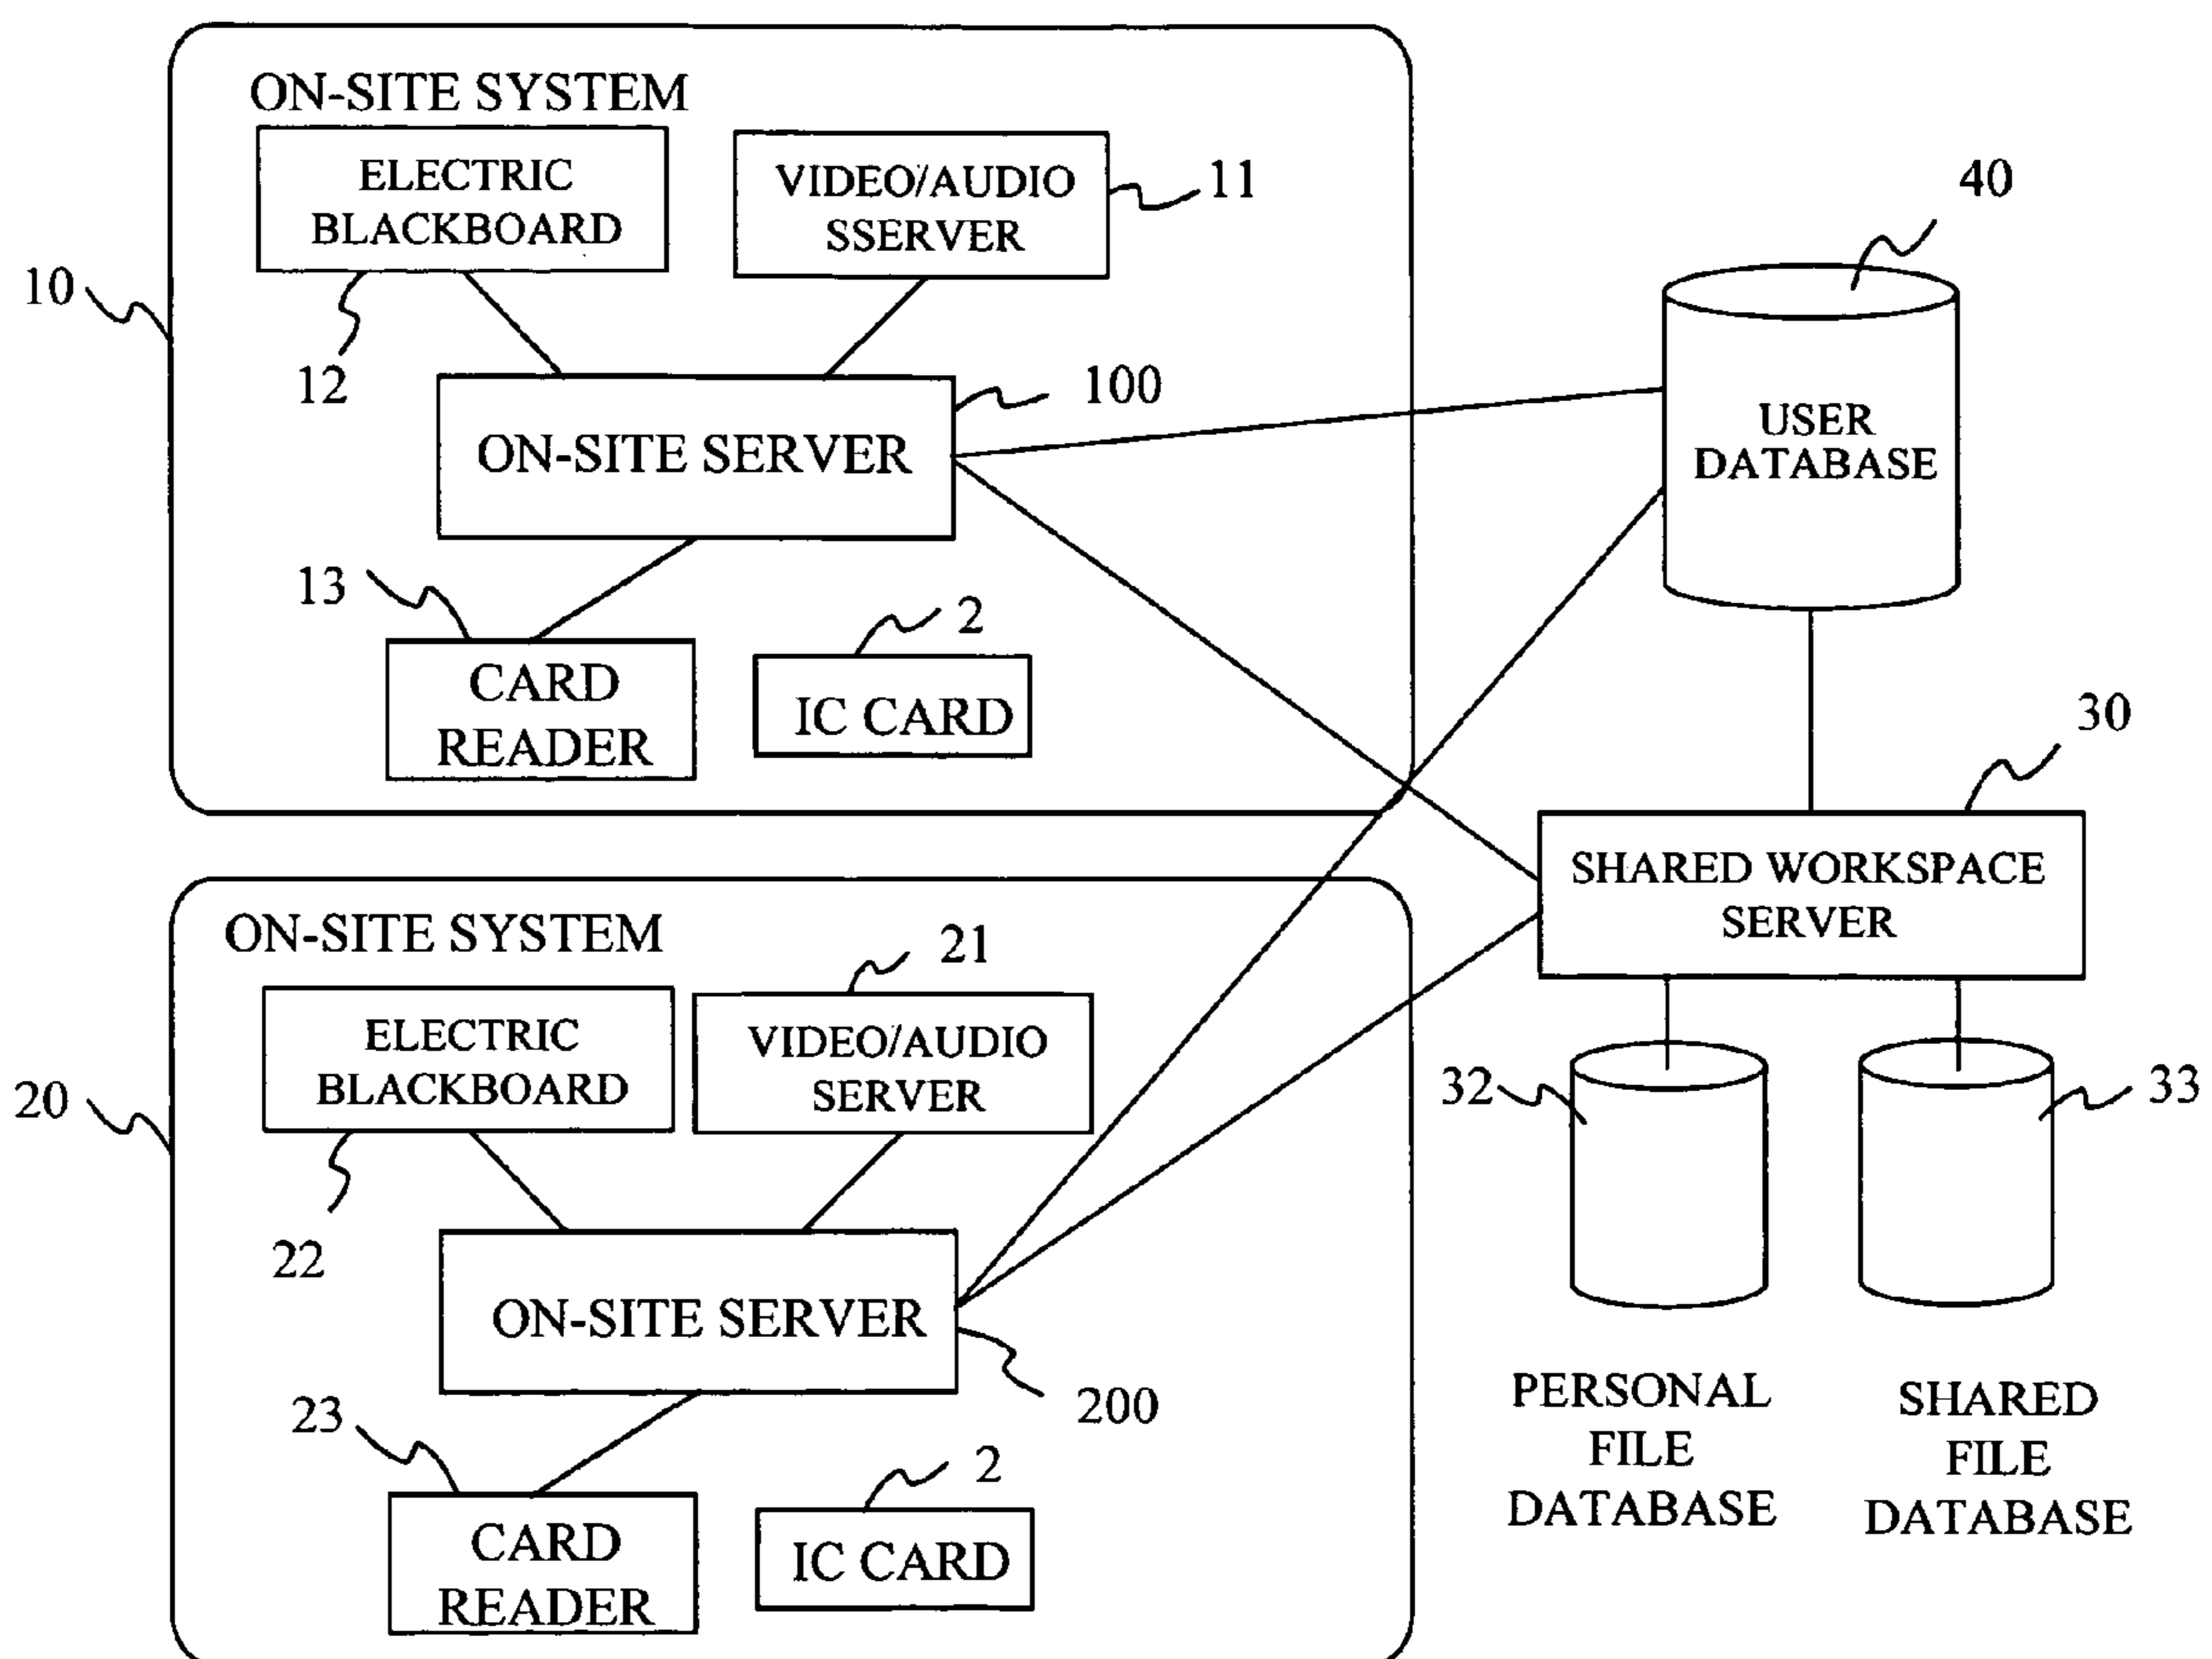 ON-SITE SYSTEM
ELECTRIC
BLACKBOARD
VIDEO/AUDIO
SSERVER
11
40
10
12
100
ON-SITE SERVER
USER
DATABASE
13
2
CARD
READER
IC CARD
30
SHARED WORKSPACE
SERVER
ON-SITE SYSTEM
21
ELECTRIC
BLACKBOARD
VIDEO/AUDIO
SERVER
20
32
33
22
ON-SITE SERVER
200
23
2
CARD
READER
IC CARD
PERSONAL
FILE
DATABASE
SHARED
FILE
DATABASE